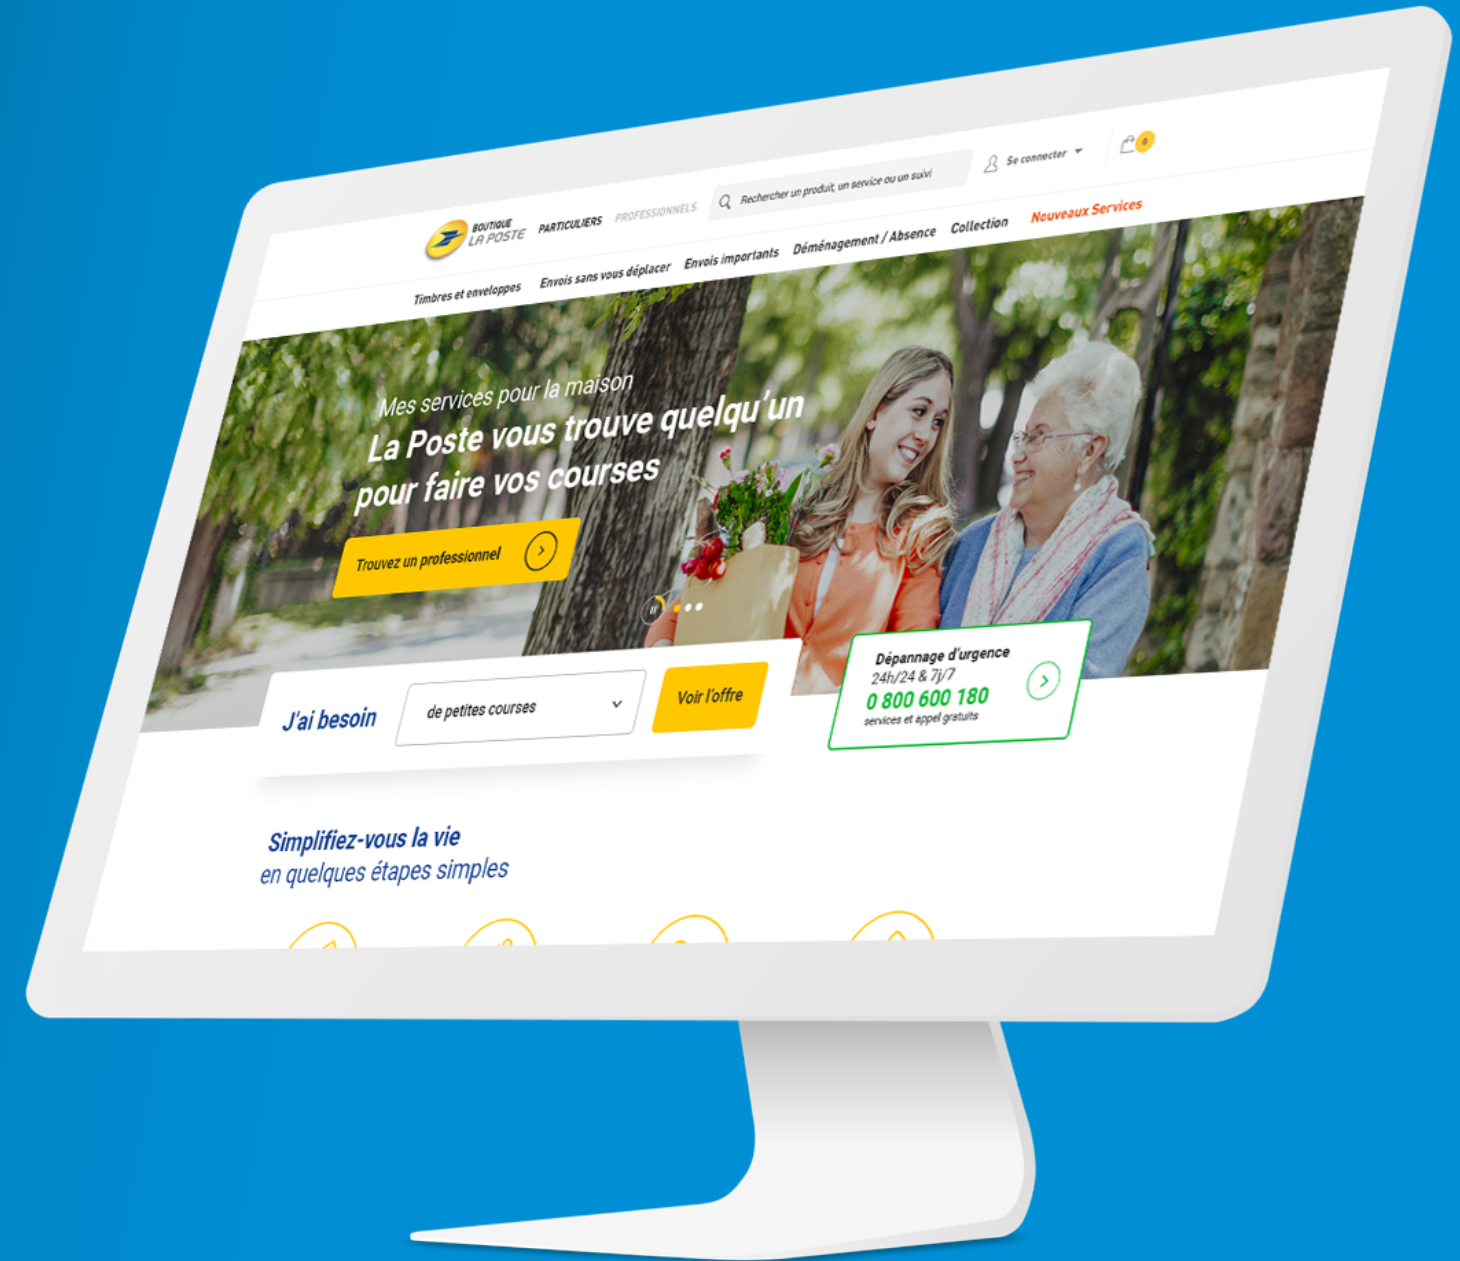 BOUTIQUE
LA POSTE
PARTICULIERS
PROFESSIONNELS
Rechercher un produit, un service ou un suivi
Se connecter
0
Timbres et enveloppes
Envois sans vous déplacer
Envois importants
Déménagement / Absence
Collection
Nouveaux Services
Mes services pour la maison
La Poste vous trouve quelqu'un
pour faire vos courses
Trouvez un professionnel
J'ai besoin
de petites courses
Voir l'offre
Dépannage d'urgence
24h/24 & 7j/7
0 800 600 180
services et appel gratuits
Simplifiez-vous la vie
en quelques étapes simples